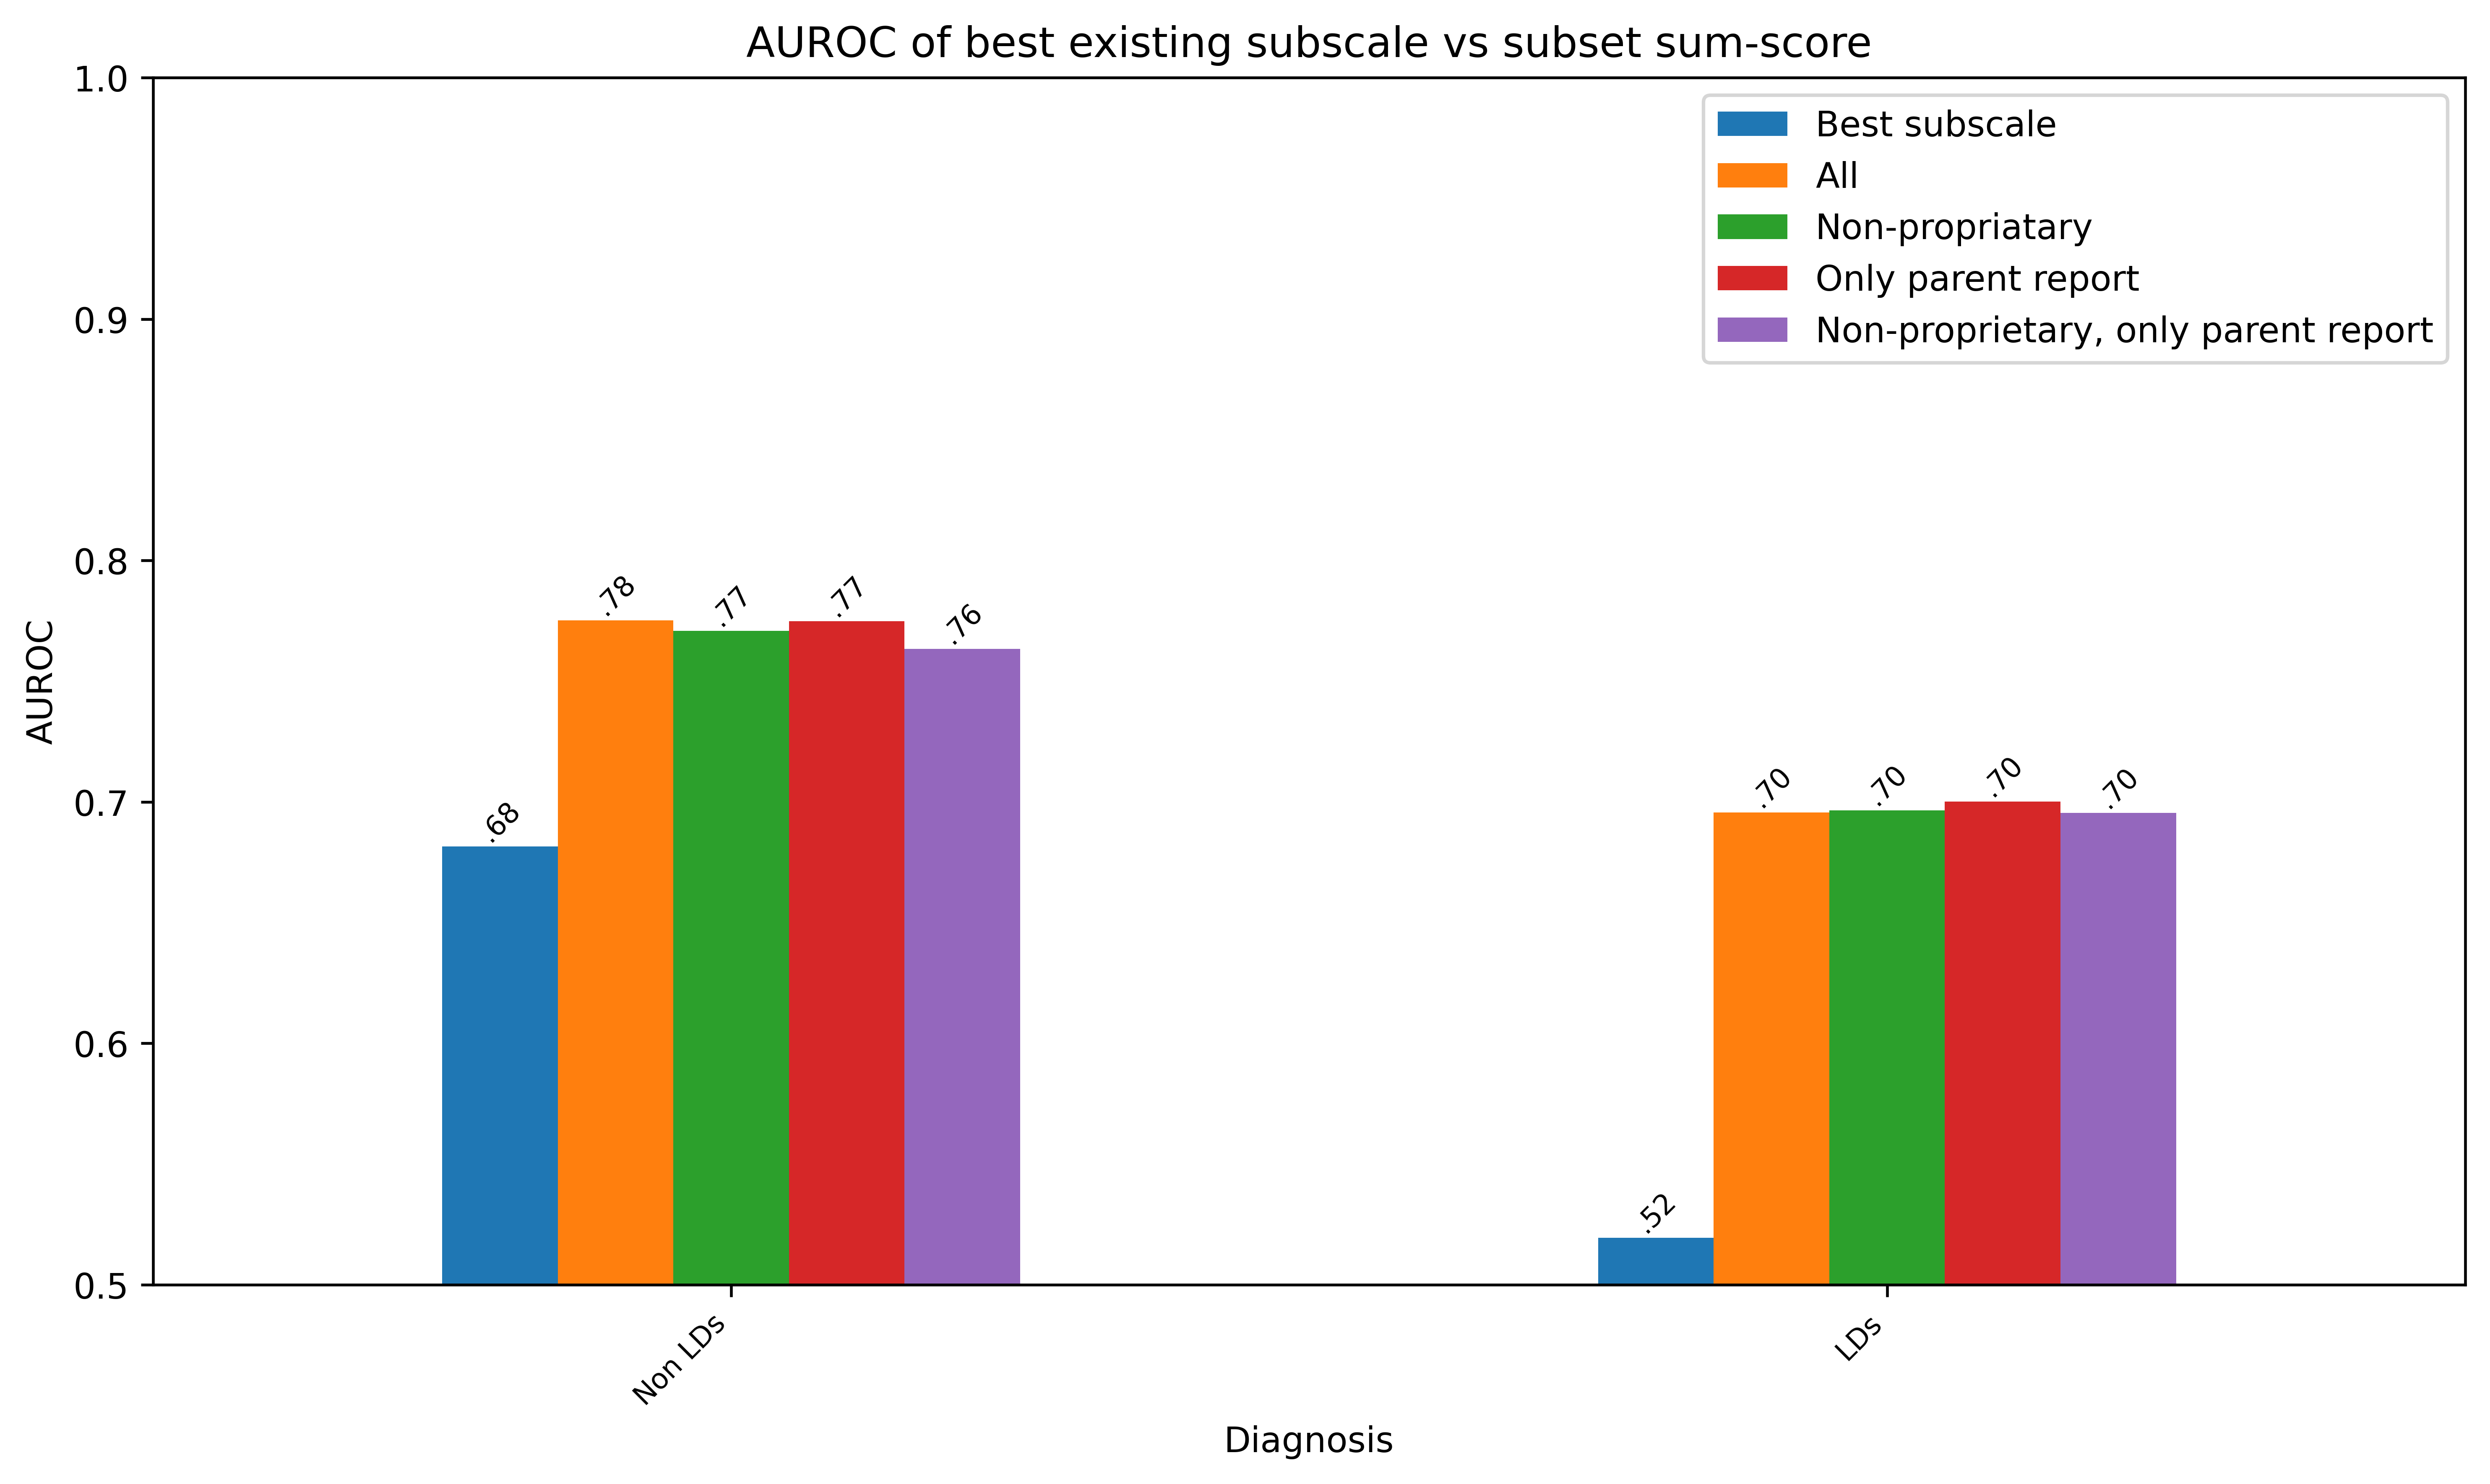 AUROC of best existing subscale vs subset sum-score
1.0
0.9
0.8
0.7
0.6
0.5
AUROC
Best subscale
All
Non-propriatary
Only parent report
Non-proprietary, only parent report
.68
.78
.77
.77
.76
.52
.70
.70
.70
.70
Non LDs
LDs
Diagnosis